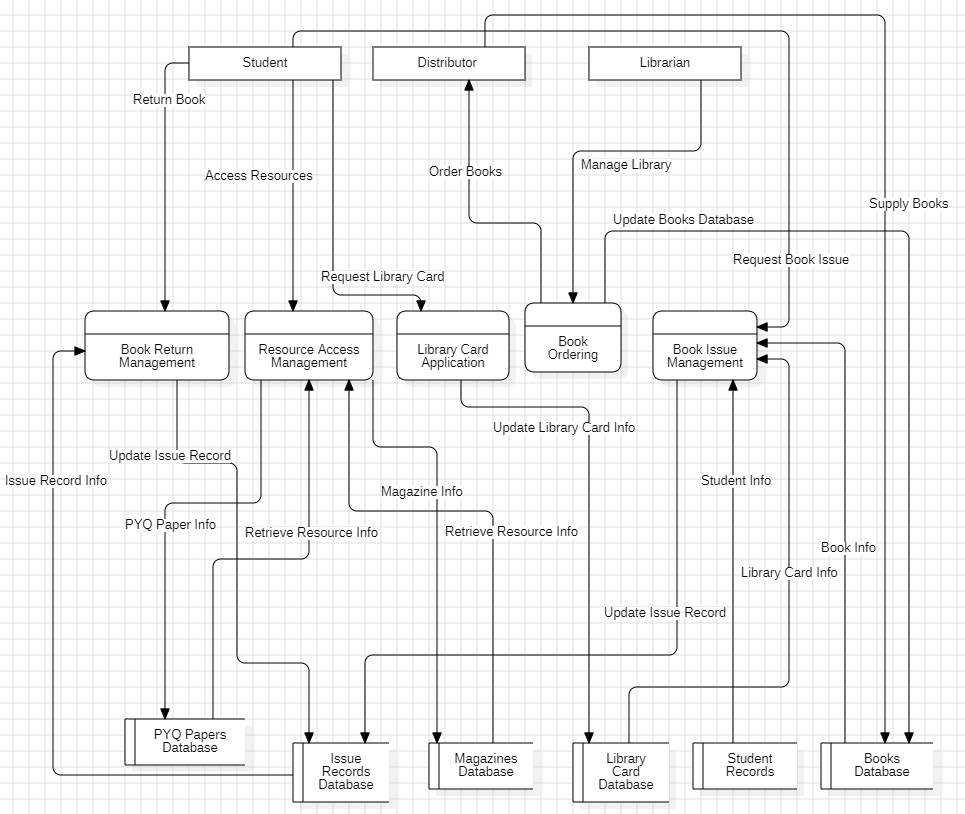 Student
Distributor
Librarian
Return Book
Order Books
Manage Library
Access Resources
Supply Books
Update Books Database
Request Book Issue
Request Library Card
Book Return
Management
Resource Access
Management
Library Card
Application
Book
Ordering
Book Issue
Management
Update Library Card Info
Update Issue Record
Issue Record Info
Student Info
Magazine Info
PYQ Paper Info
Retrieve Resource Info
Retrieve Resource Info
Book Info
Library Card Info
Update Issue Record
PYQ Papers
Database
Issue
Records
Database
Magazines
Database
Library
Card
Database
Student
Records
Books
Database